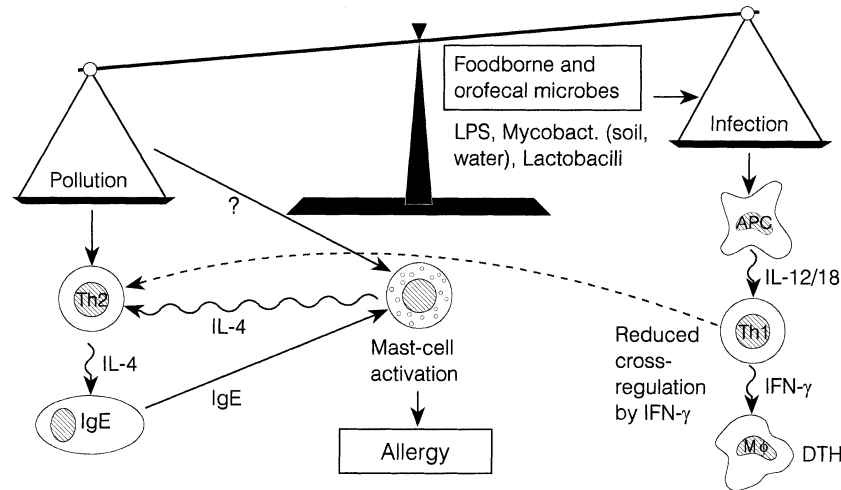 Foodborne and
orofecal microbes
LPS, Mycobact. (soil,
water), Lactobacili
Infection
Pollution
?
APC
IL-12/18
Th2
IL-4
Th1
Mast-cell
activation
Reduced
cross-
regulation
by IFN-γ
IL-4
IgE
IFN-γ
IgE
Allergy
Mϕ
DTH